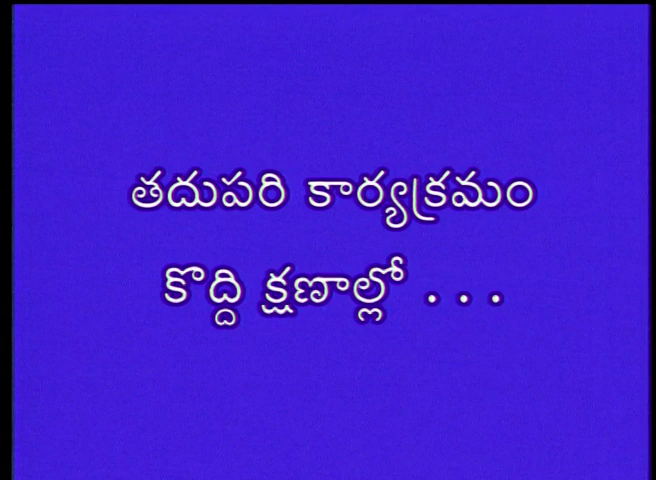 తదుపరి కార్యక్రమం
కొద్ది క్షణాల్లో . . .